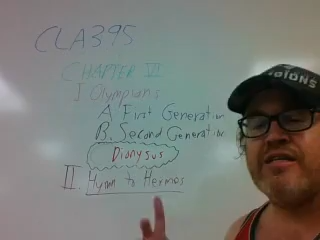 CLA395
CHAPTER VI
I Olympians
A. First Generation
B. Second Generation
Dionysus
II. Hymn to Hermes